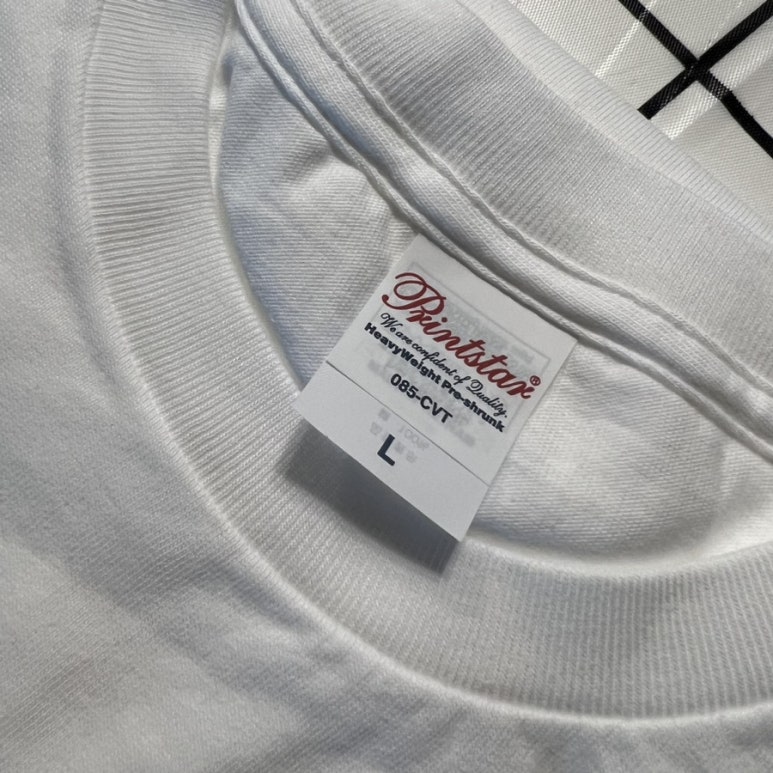 Printstar®
We are confident of Quality.
HeavyWeight Pre-shrunk
085-CVT
L